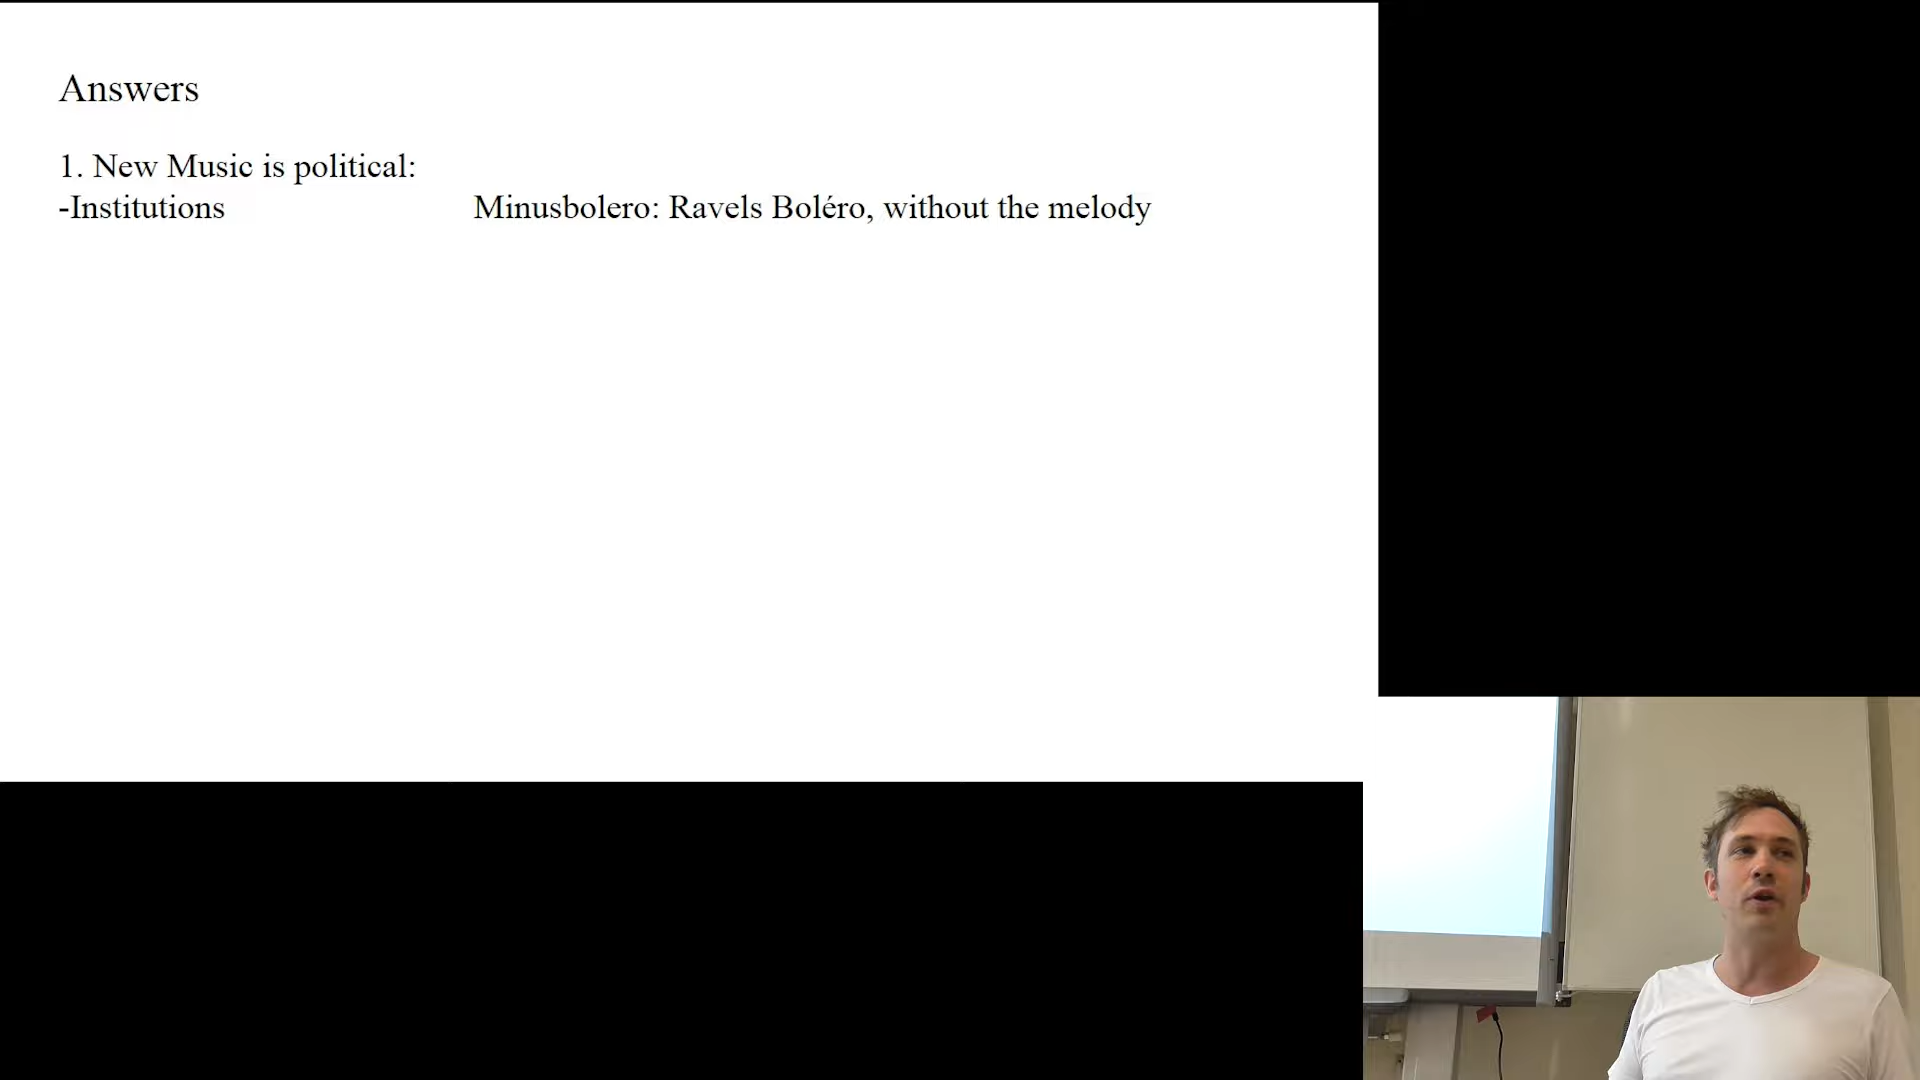 Answers
1. New Music is political:
-Institutions Minusbolero: Ravels Boléro, without the melody